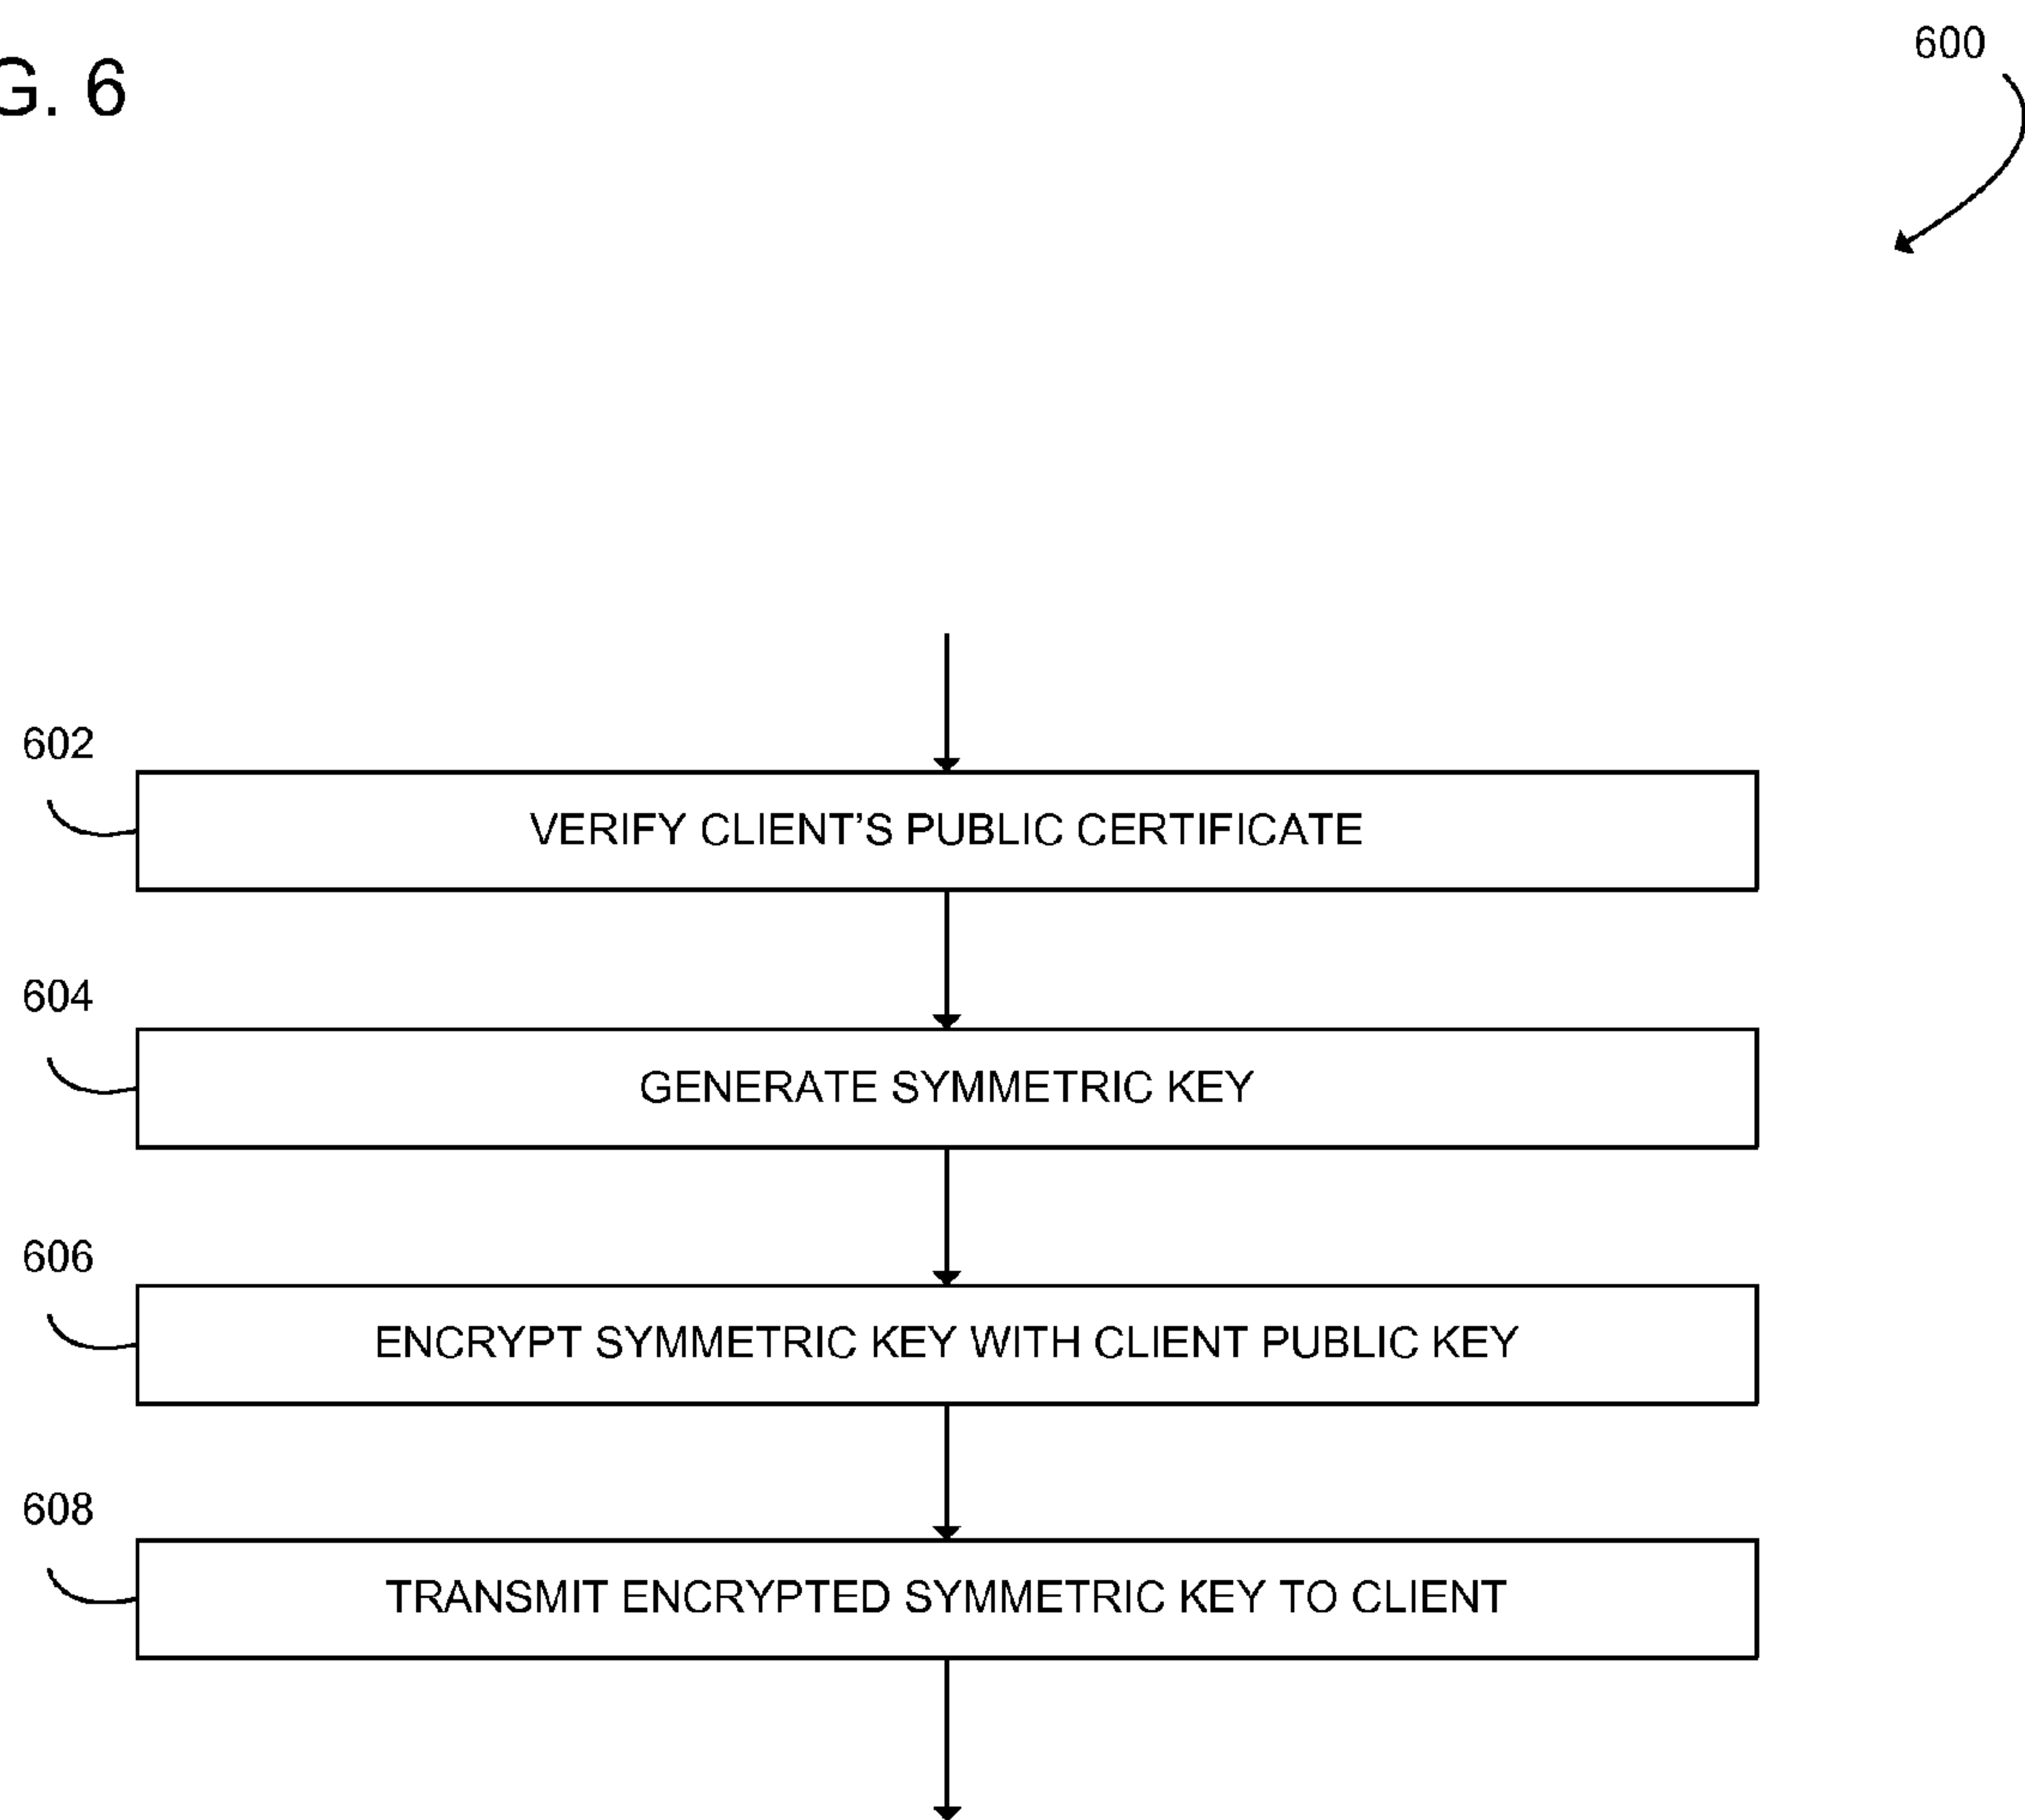 G. 6
600
602
VERIFY CLIENT'S PUBLIC CERTIFICATE
604
GENERATE SYMMETRIC KEY
606
ENCRYPT SYMMETRIC KEY WITH CLIENT PUBLIC KEY
608
TRANSMIT ENCRYPTED SYMMETRIC KEY TO CLIENT